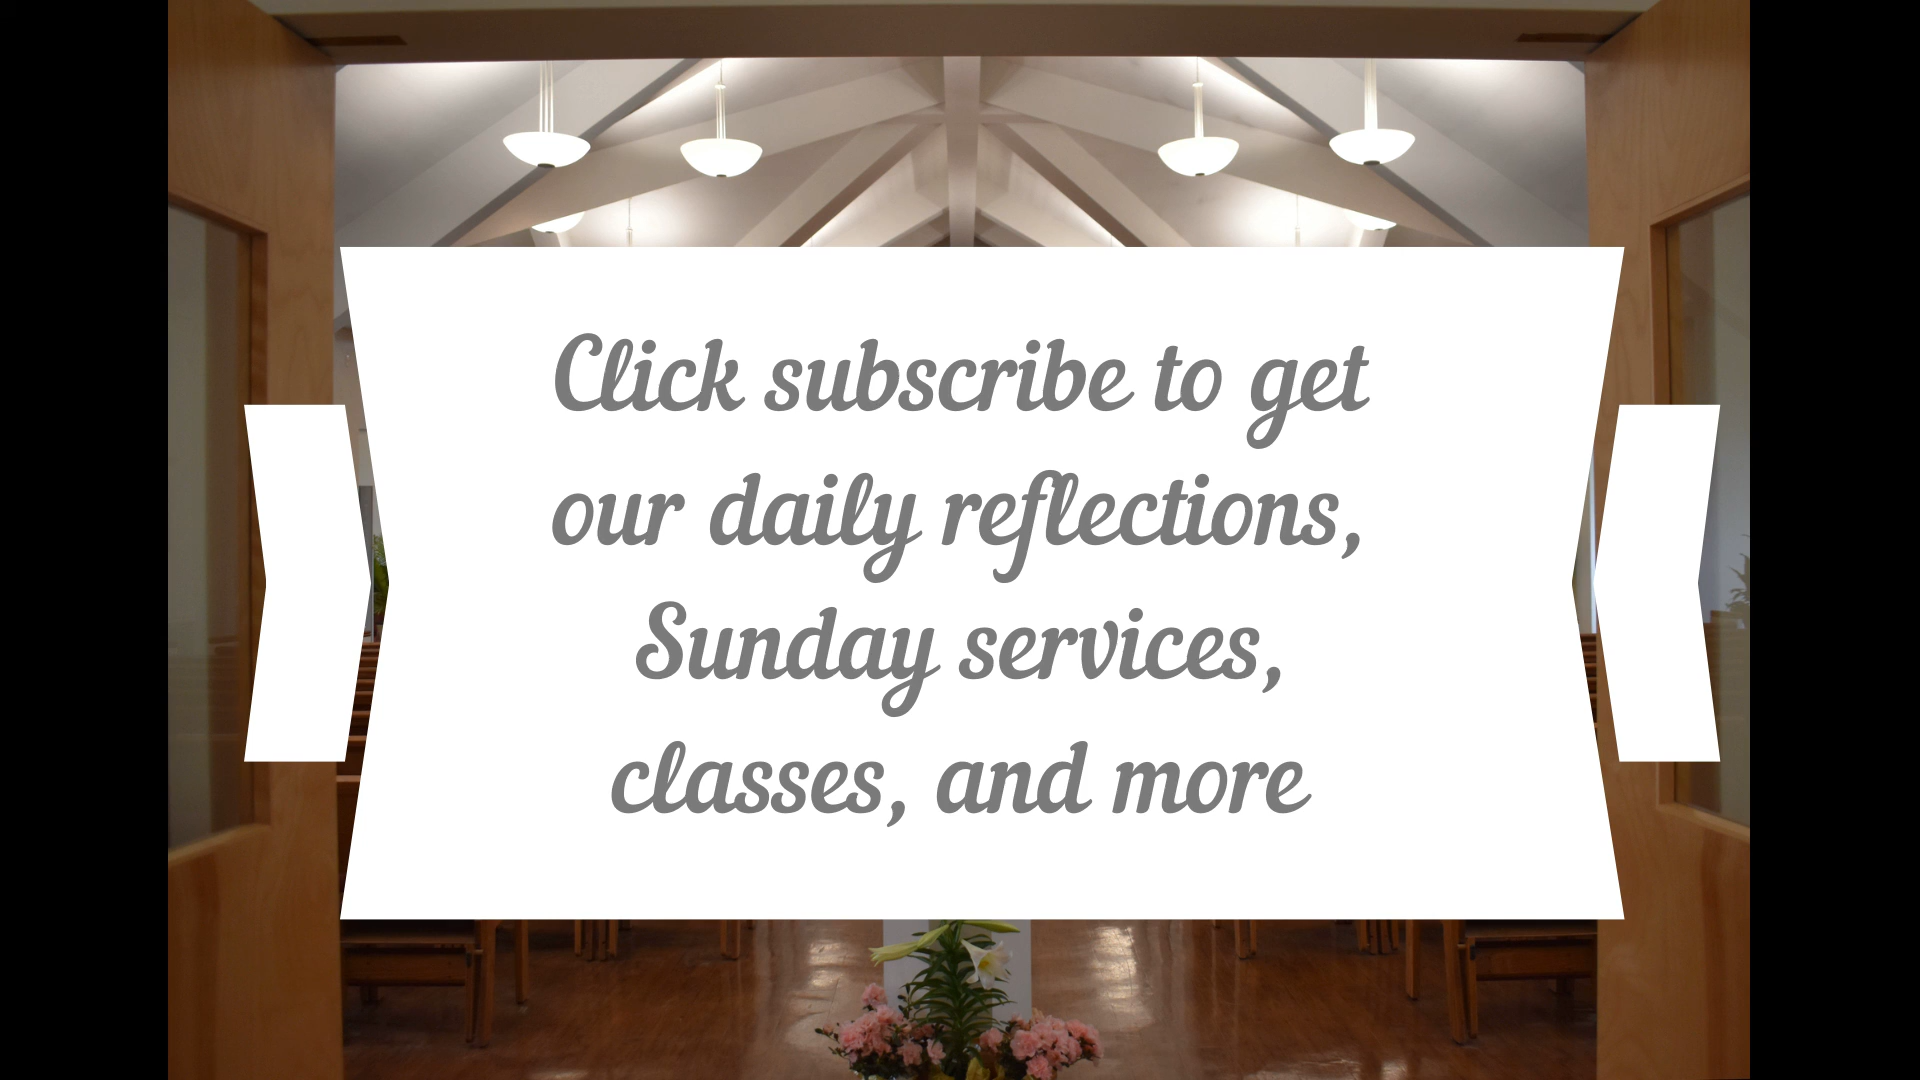 Click subscribe to get
our daily reflections,
Sunday services,
classes, and more